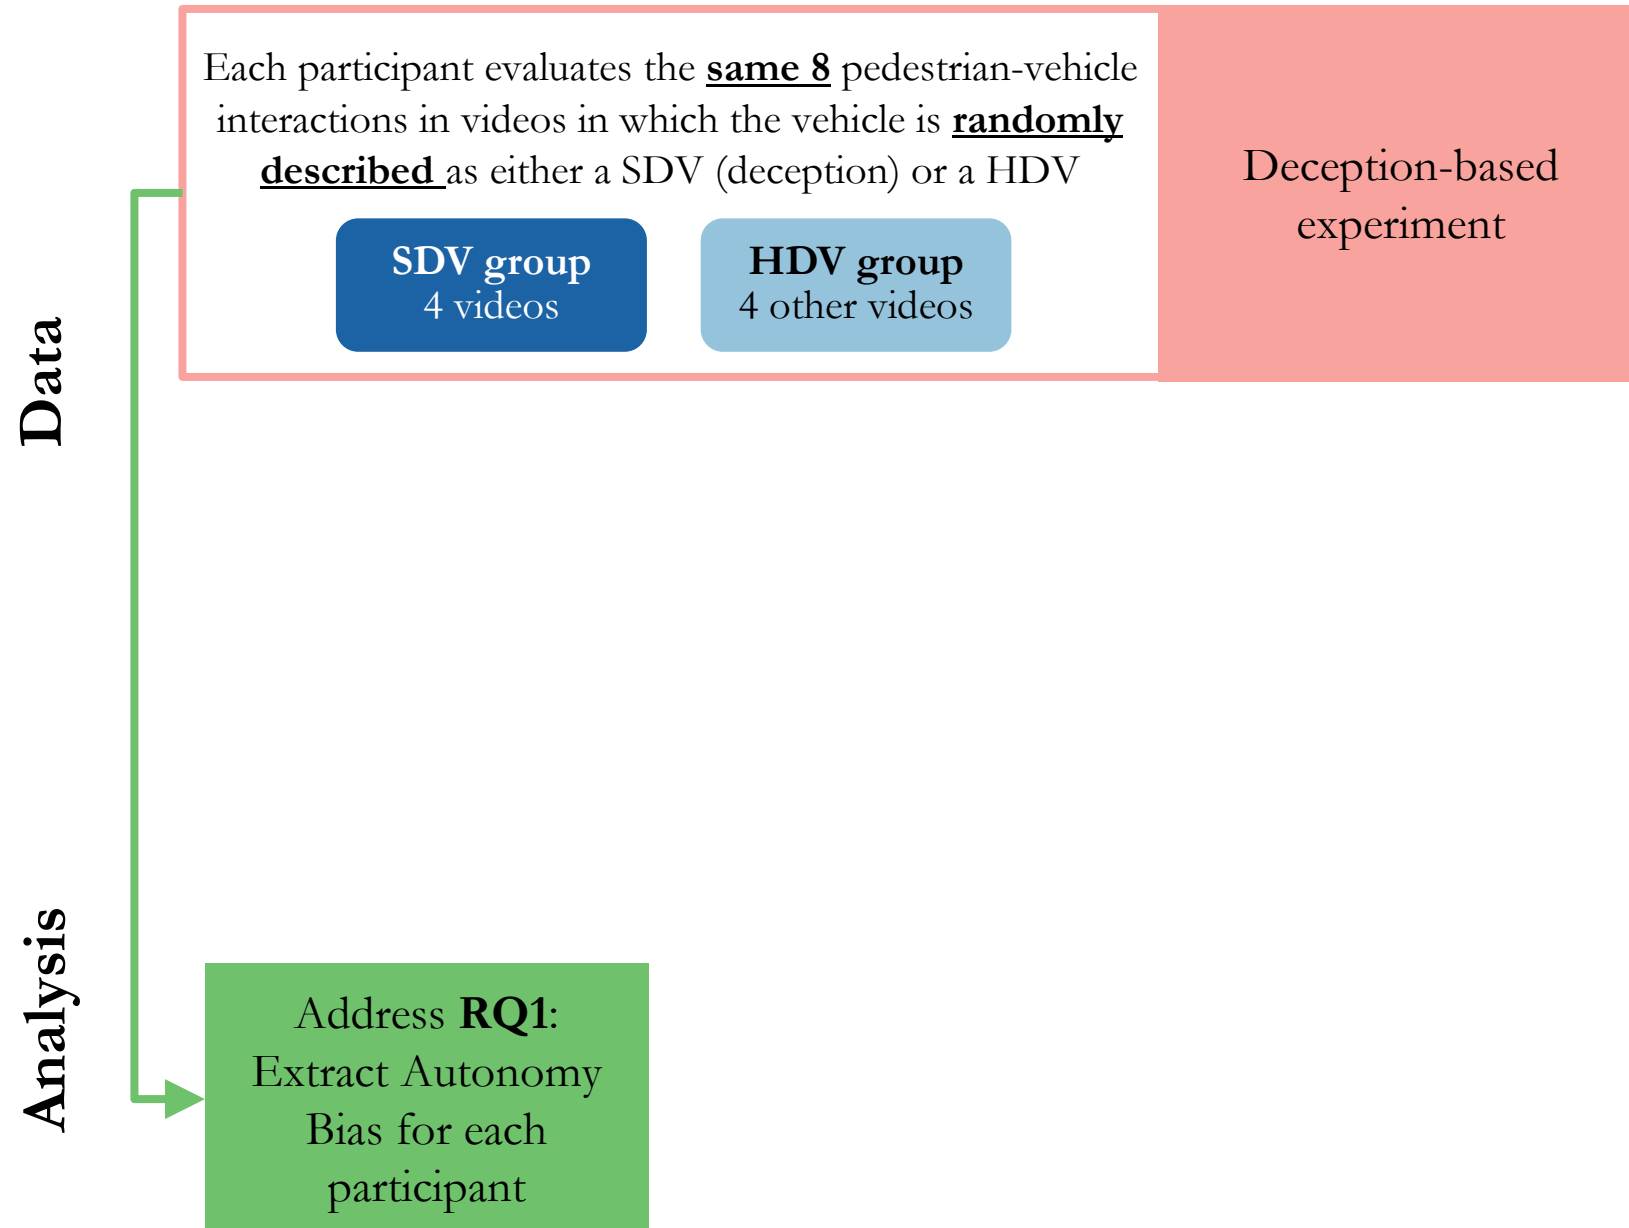 Each participant evaluates the same 8 pedestrian-vehicle
interactions in videos in which the vehicle is randomly
described as either a SDV (deception) or a HDV
SDV group
4 videos
HDV group
4 other videos
Deception-based
experiment
Data
Analysis
Address RQ1:
Extract Autonomy
Bias for each
participant